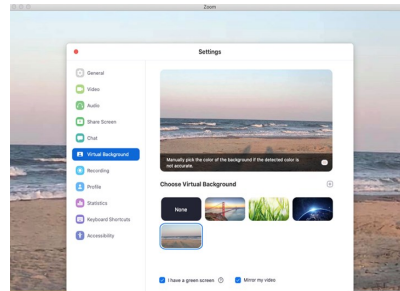 Zoom
Settings
General
Video
Audio
Share Screen
Chat
Virtual Background
Recording
Profile
Statistics
Keyboard Shortcuts
Accessibility
Manually pick the color of the background if the detected color is
not accurate.
Choose Virtual Background
None
I have a green screen
Mirror my video